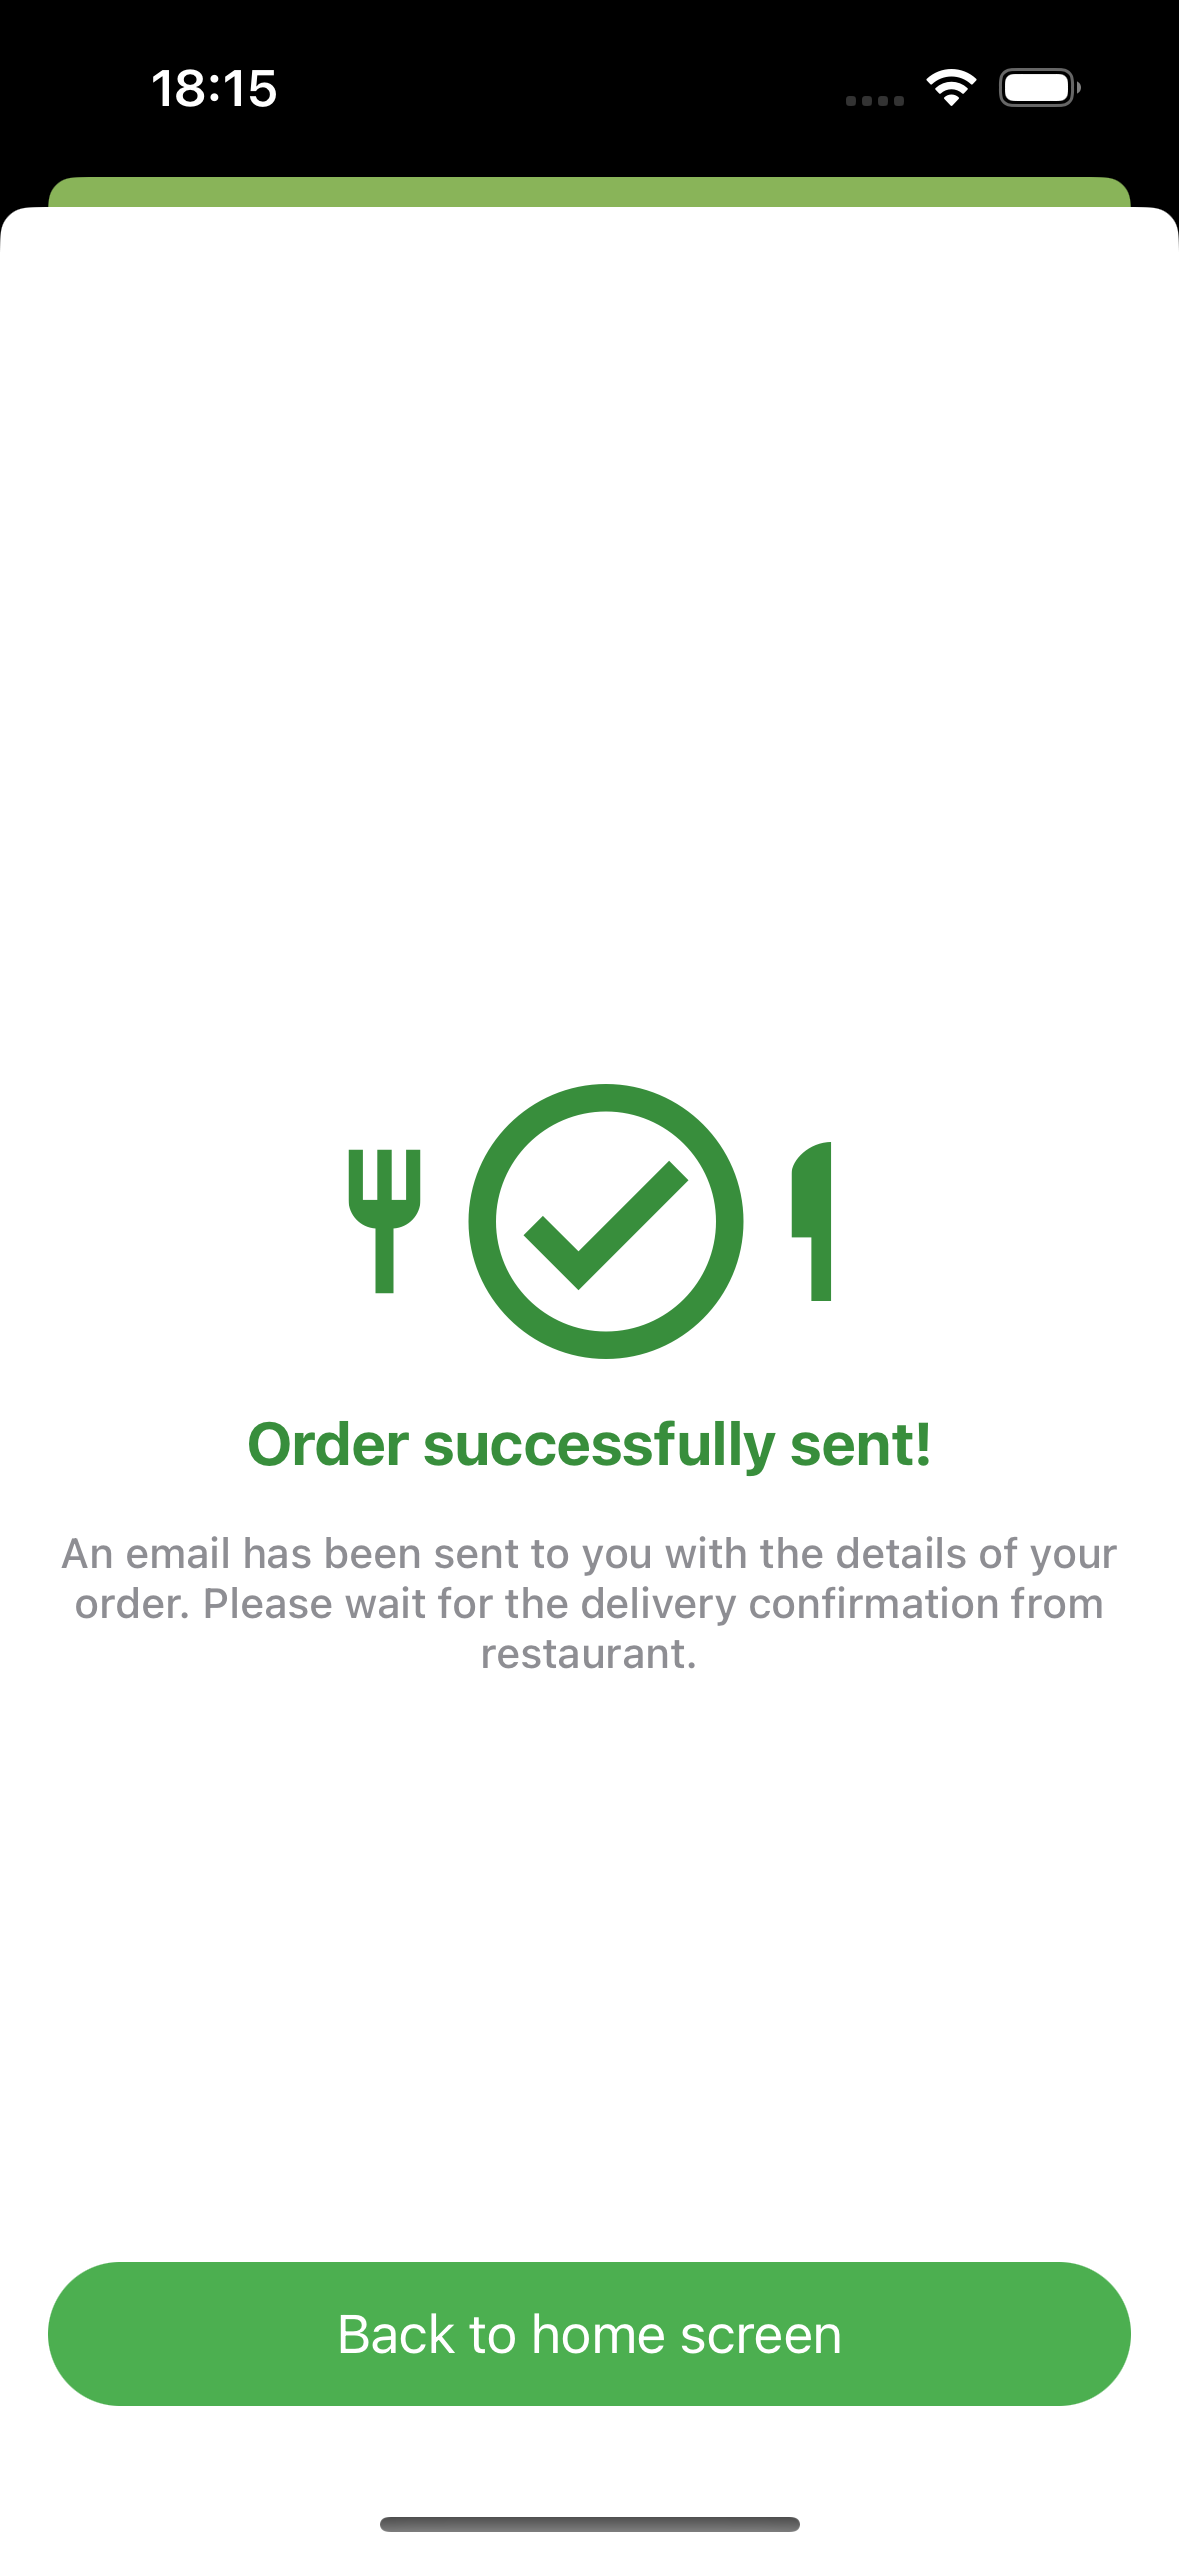 18:15
Order successfully sent!
An email has been sent to you with the details of your
order. Please wait for the delivery confirmation from
restaurant.
Back to home screen